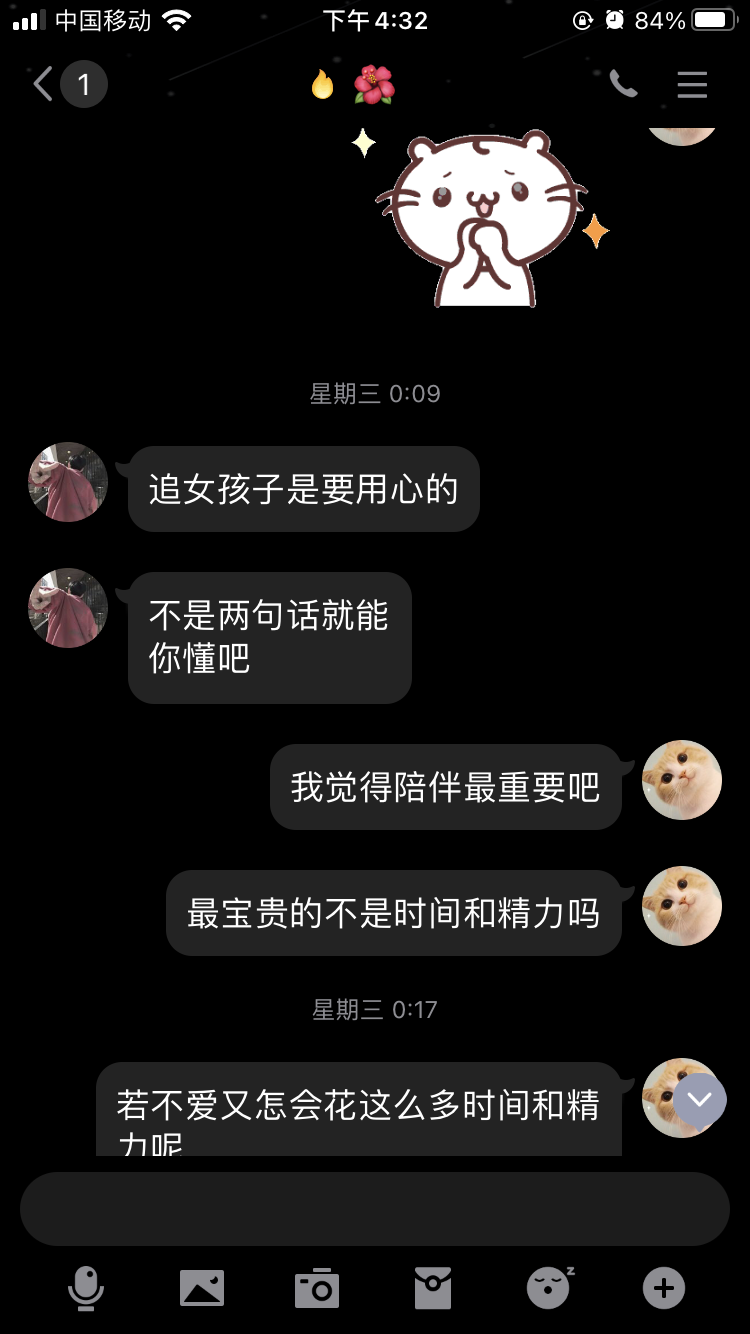 中国移动
下午4:32
84%
1
星期三 0:09
追女孩子是要用心的
不是两句话就能
你懂吧
我觉得陪伴最重要吧
最宝贵的不是时间和精力吗
星期三 0:17
若不爱又怎会花这么多时间和精
力呢
z